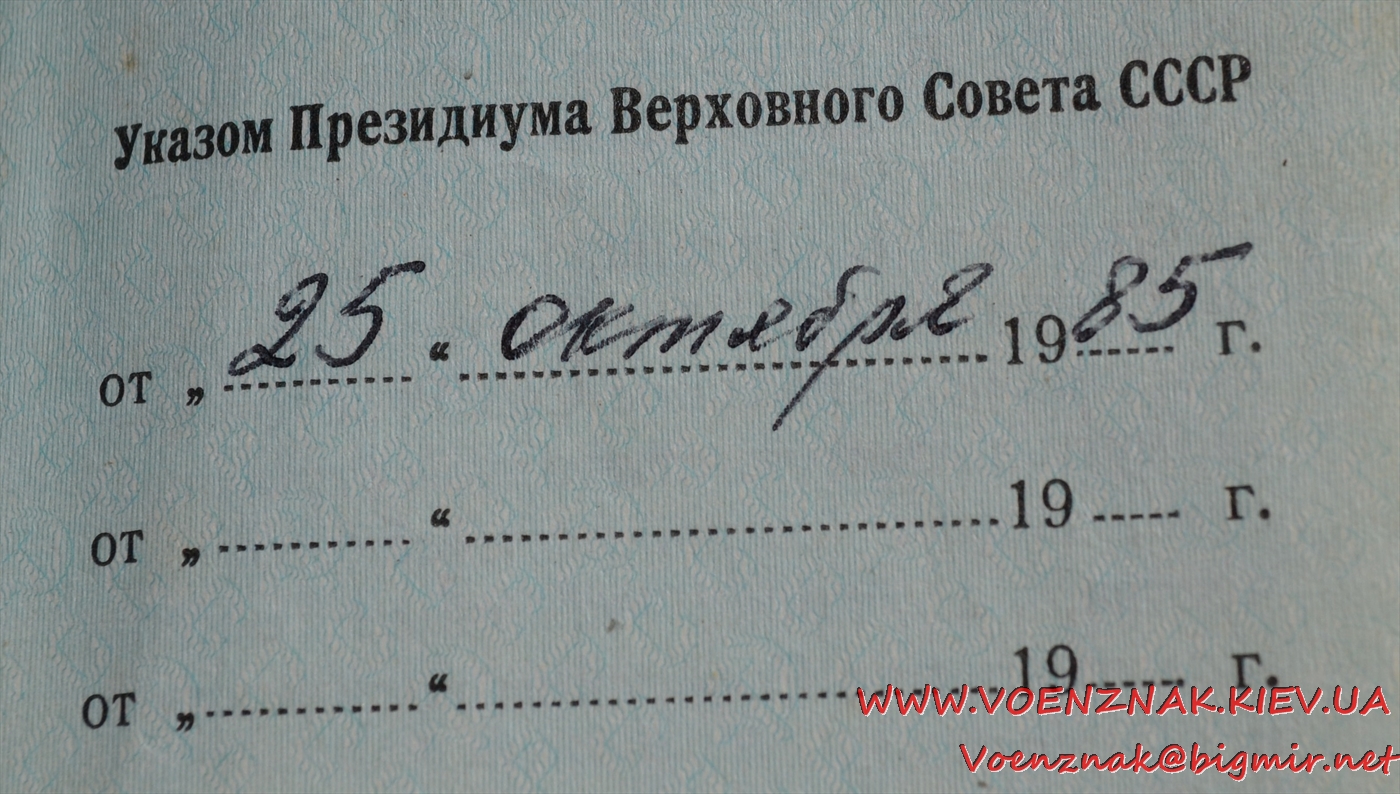 Указом Президиума Верховного Совета СССР
от „25“ октября 1985 г.
от „..........“ .............................. 19 ...... г.
от „..........“ .............................. 19 ...... г.
WWW.VOENZNAK.KIEV.UA
Voenznak@bigmir.net